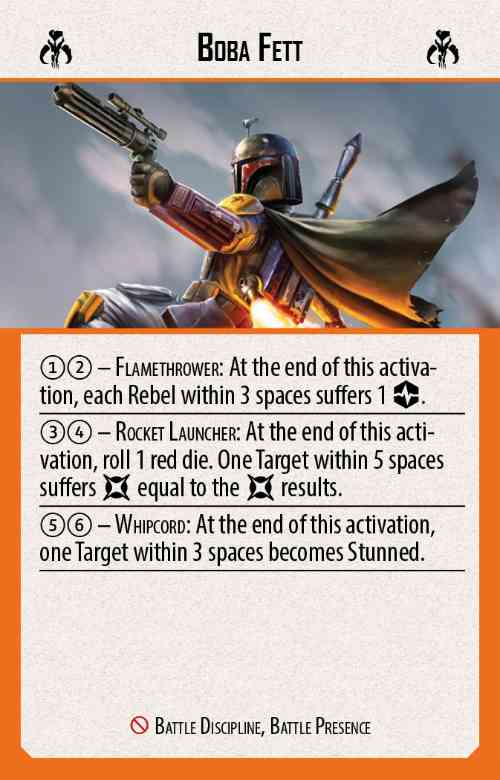 Boba Fett
①② – Flamethrower: At the end of this activa-
tion, each Rebel within 3 spaces suffers 1 .
③④ – Rocket Launcher: At the end of this acti-
vation, roll 1 red die. One Target within 5 spaces
suffers equal to the results.
⑤⑥ – Whipcord: At the end of this activation,
one Target within 3 spaces becomes Stunned.
Battle Discipline, Battle Presence